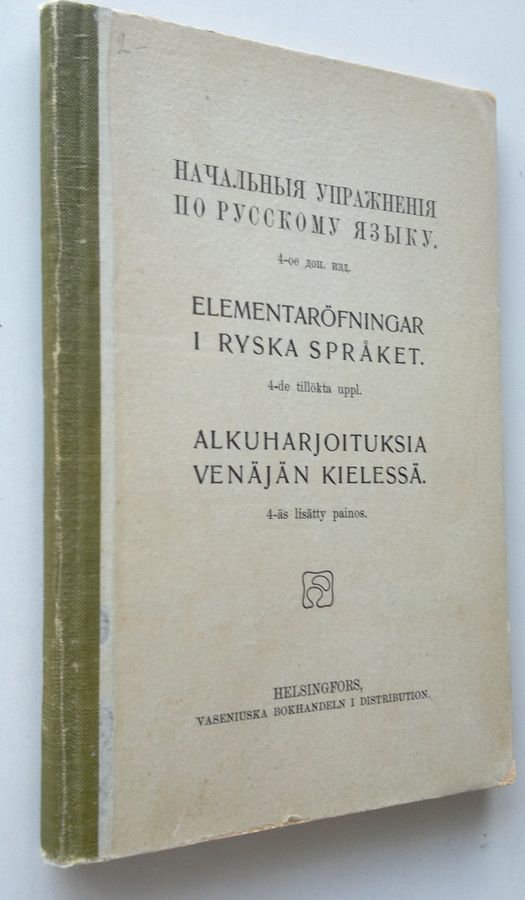 2-
НАЧАЛЬНЫЯ УПРАЖНЕНІЯ
ПО РУССКОМУ ЯЗЫКУ.
4-ое доп. изд.
ELEMENTARÖFNINGAR
I RYSKA SPRÅKET.
4-de tillökta uppl.
ALKUHARJOITUKSIA
VENÄJÄN KIELESSÄ.
4-äs lisätty painos.
HELSINGFORS,
VASENIUSKA BOKHANDELN I DISTRIBUTION.